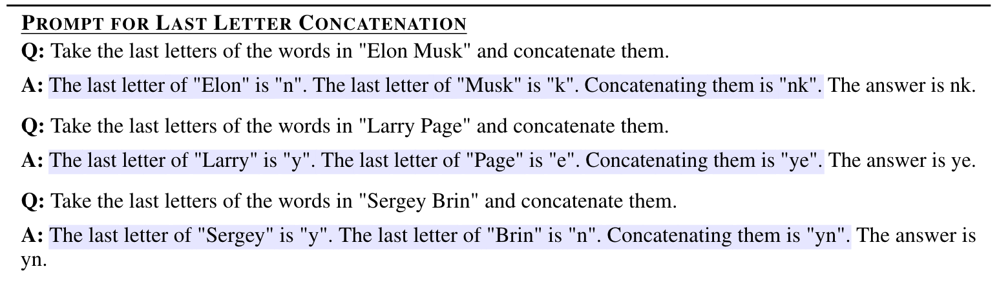 PROMPT FOR LAST LETTER CONCATENATION
Q: Take the last letters of the words in "Elon Musk" and concatenate them.
A: The last letter of "Elon" is "n". The last letter of "Musk" is "k". Concatenating them is "nk". The answer is nk.
Q: Take the last letters of the words in "Larry Page" and concatenate them.
A: The last letter of "Larry" is "y". The last letter of "Page" is "e". Concatenating them is "ye". The answer is ye.
Q: Take the last letters of the words in "Sergey Brin" and concatenate them.
A: The last letter of "Sergey" is "y". The last letter of "Brin" is "n". Concatenating them is "yn". The answer is
yn.